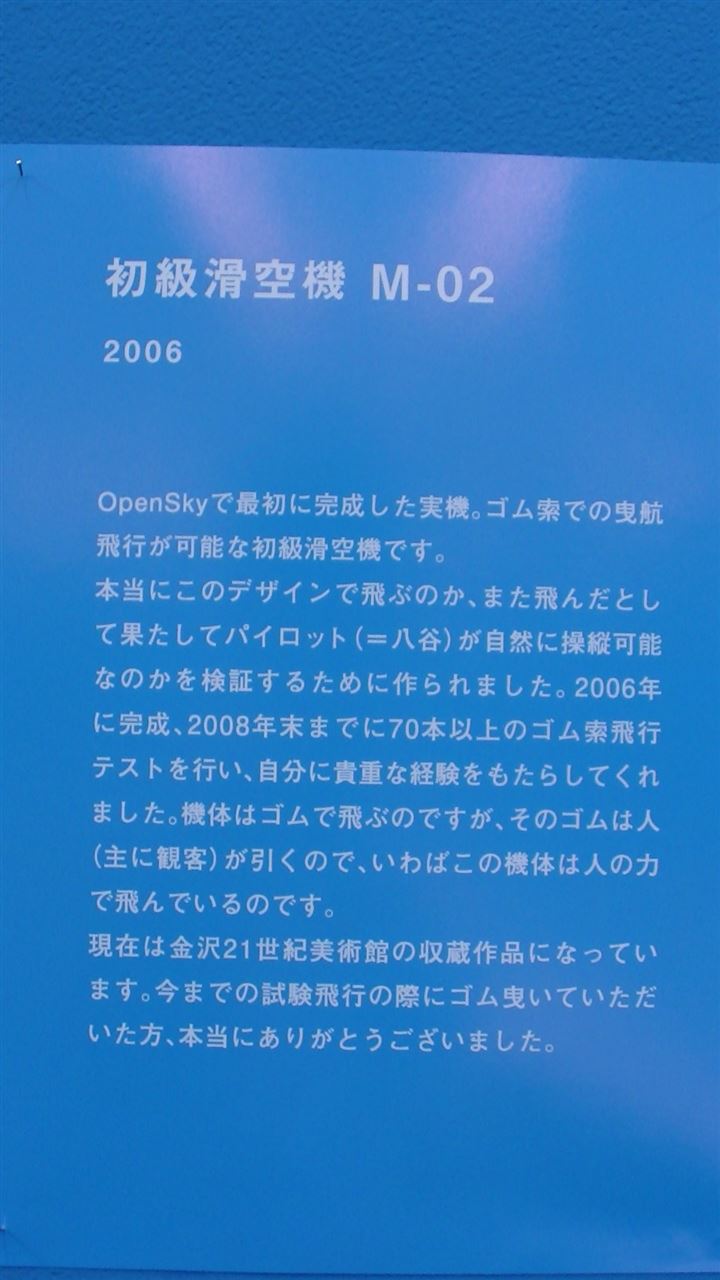 初級滑空機 M-02
2006
OpenSkyで最初に完成した実機。ゴム索での曳航
飛行が可能な初級滑空機です。
本当にこのデザインで飛ぶのか、また飛んだとし
て果たしてパイロット(=八谷)が自然に操縦可能
なのかを検証するために作られました。2006年
に完成、2008年末までに70本以上のゴム索飛行
テストを行い、自分に貴重な経験をもたらしてくれ
ました。機体はゴムで飛ぶのですが、そのゴムは人
(主に観客)が引くので、いわばこの機体は人の力
で飛んでいるのです。
現在は金沢21世紀美術館の収蔵作品になってい
ます。今までの試験飛行の際にゴム曳いていただ
いた方、本当にありがとうございました。